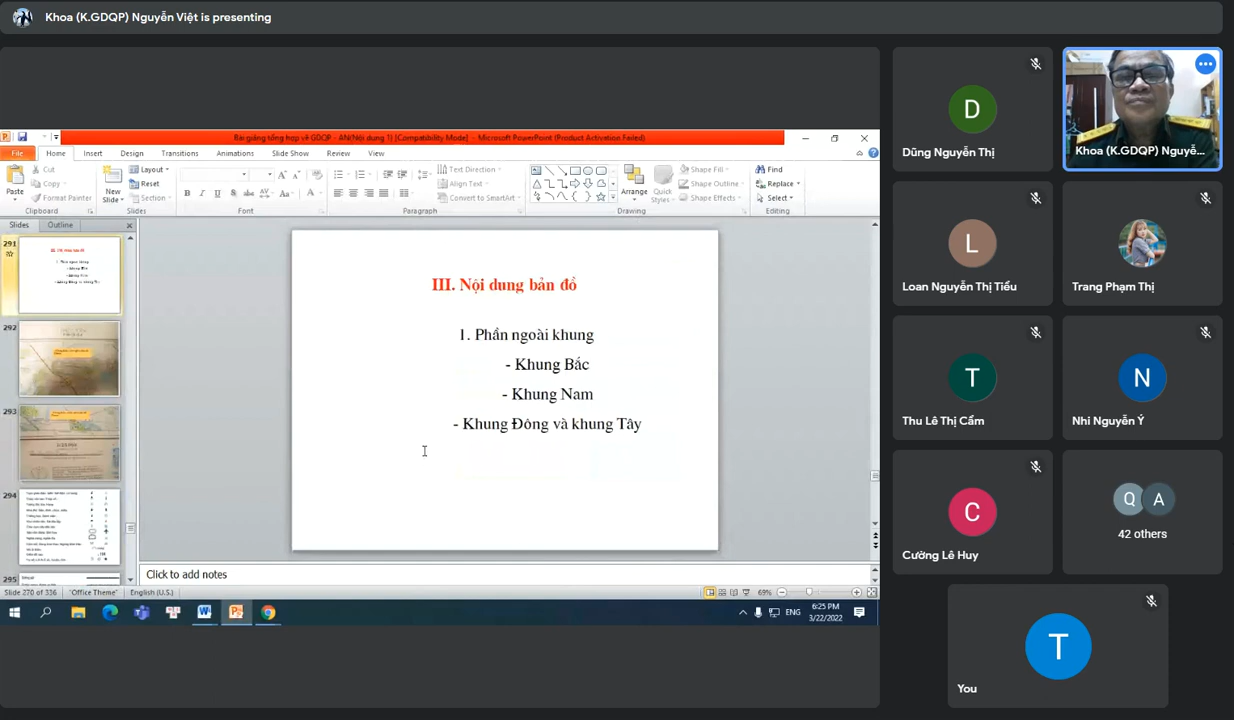 Khoa (K.GDQP) Nguyễn Việt is presenting
Bài giảng tổng hợp về GDQP - AN(Nội dung 1) [Compatibility Mode] - Microsoft PowerPoint (Product Activation Failed)
File Home Insert Design Transitions Animations Slide Show Review View
Paste
Cut
Copy
Format Painter
Clipboard
New Slide
Layout
Reset
Section
Slides
Font
Text Direction
Align Text
Convert to SmartArt
Paragraph
Arrange
Quick Styles
Shape Fill
Shape Outline
Shape Effects
Drawing
Find
Replace
Select
Editing
Slides Outline
291
292
293
294
295
III. Nội dung bản đồ
1. Phần ngoài khung
- Khung Bắc
- Khung Nam
- Khung Đông và khung Tây
Click to add notes
Slide 270 of 336 "Office Theme" English (U.S.) 69%
ENG
6:25 PM
3/22/2022
D
Dũng Nguyễn Thị
Khoa (K.GDQP) Nguyễ...
L
Loan Nguyễn Thị Tiểu
Trang Phạm Thị
T
Thu Lê Thị Cẩm
N
Nhi Nguyễn Ý
C
Cường Lê Huy
Q A
42 others
T
You